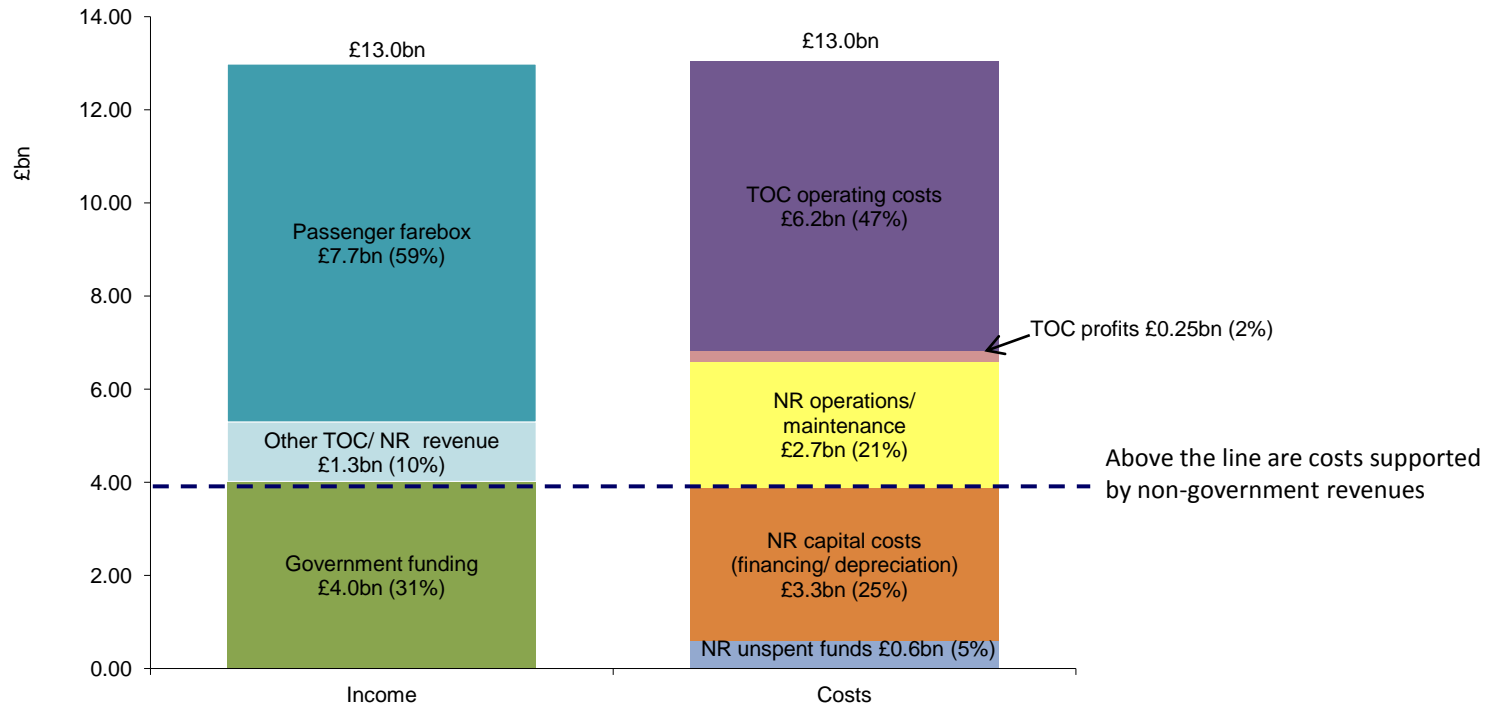 £bn
14.00
12.00
10.00
8.00
6.00
4.00
2.00
0.00
£13.0bn
Passenger farebox
£7.7bn (59%)
Other TOC/ NR  revenue
£1.3bn (10%)
Government funding
£4.0bn (31%)
Income
£13.0bn
TOC operating costs
£6.2bn (47%)
TOC profits £0.25bn (2%)
NR operations/
maintenance
£2.7bn (21%)
NR capital costs
(financing/ depreciation)
£3.3bn (25%)
NR unspent funds £0.6bn (5%)
Costs
Above the line are costs supported
by non-government revenues